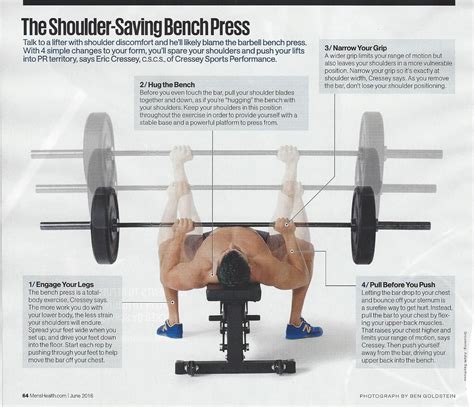 The Shoulder-Saving Bench Press
Talk to a lifter with shoulder discomfort and he'll likely blame the barbell bench press.
With 4 simple changes to your form, you'll spare your shoulders and push your lifts
into PR territory, says Eric Cressey, C.S.C.S., of Cressey Sports Performance.
2/ Hug the Bench
Before you even touch the bar, pull your shoulder blades
together and down, as if you're "hugging" the bench with
your shoulders. Keep your shoulders in this position
throughout the exercise in order to provide yourself with a
stable base and a powerful platform to press from.
3/ Narrow Your Grip
A wider grip limits your range of motion but
also leaves your shoulders in a more vulnerable
position. Narrow your grip so it's exactly at
shoulder width, Cressey says. As you remove
the bar, don't lose your shoulder positioning.
1/ Engage Your Legs
The bench press is a total-
body exercise, Cressey says.
The more work you do with
your lower body, the less strain
your shoulders will endure.
Spread your feet wide when you
set up, and drive your feet down
into the floor. Start each rep by
pushing through your feet to help
move the bar off your chest.
4/ Pull Before You Push
Letting the bar drop to your chest
and bounce off your sternum is
a surefire way to get hurt. Instead,
pull the bar to your chest by flex-
ing your upper-back muscles.
That raises your chest higher and
limits your range of motion, says
Cressey. Then push yourself
away from the bar, driving your
upper back into the bench.
64 MensHealth.com | June 2016
PHOTOGRAPH BY BEN GOLDSTEIN